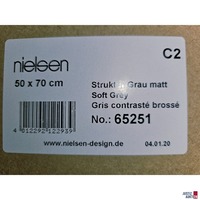 nielsen
C2
50 x 70 cm
Struktur Grau matt
Soft Grey
Gris contrasté brossé
No.: 65251
4 012292 122939
www.nielsen-design.de
04.01.20